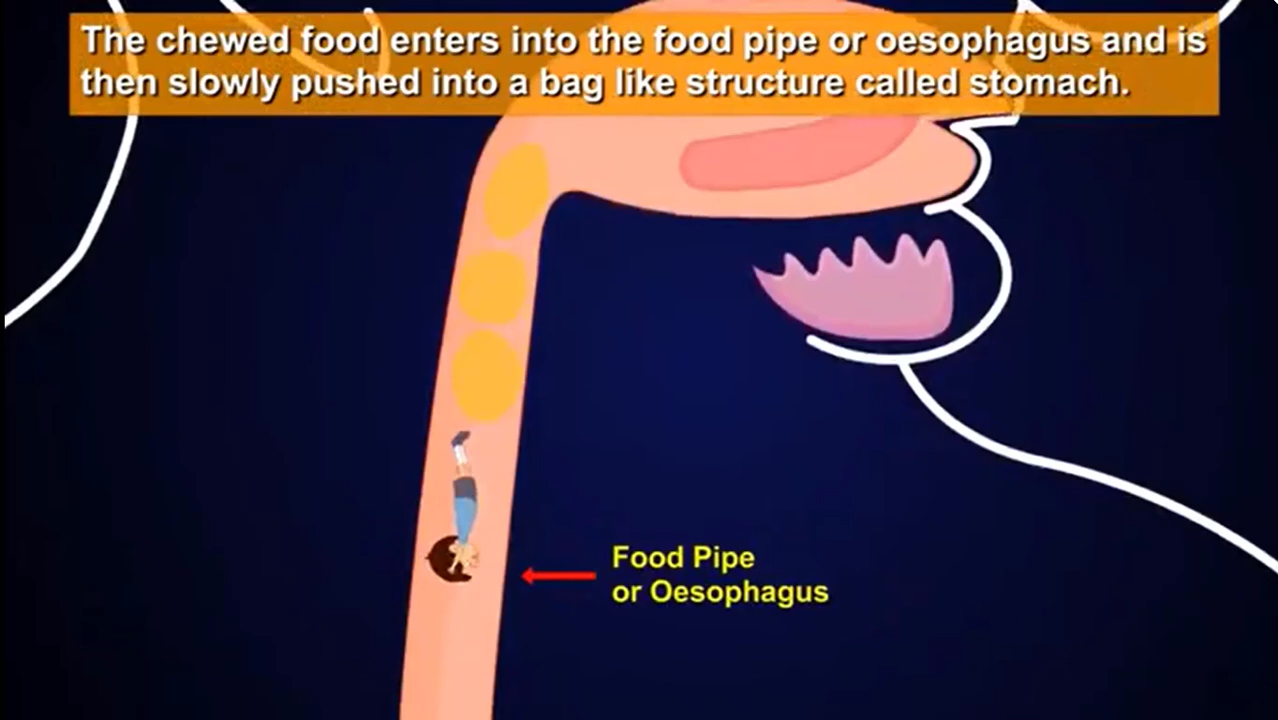 The chewed food enters into the food pipe or oesophagus and is
then slowly pushed into a bag like structure called stomach.
Food Pipe
or Oesophagus